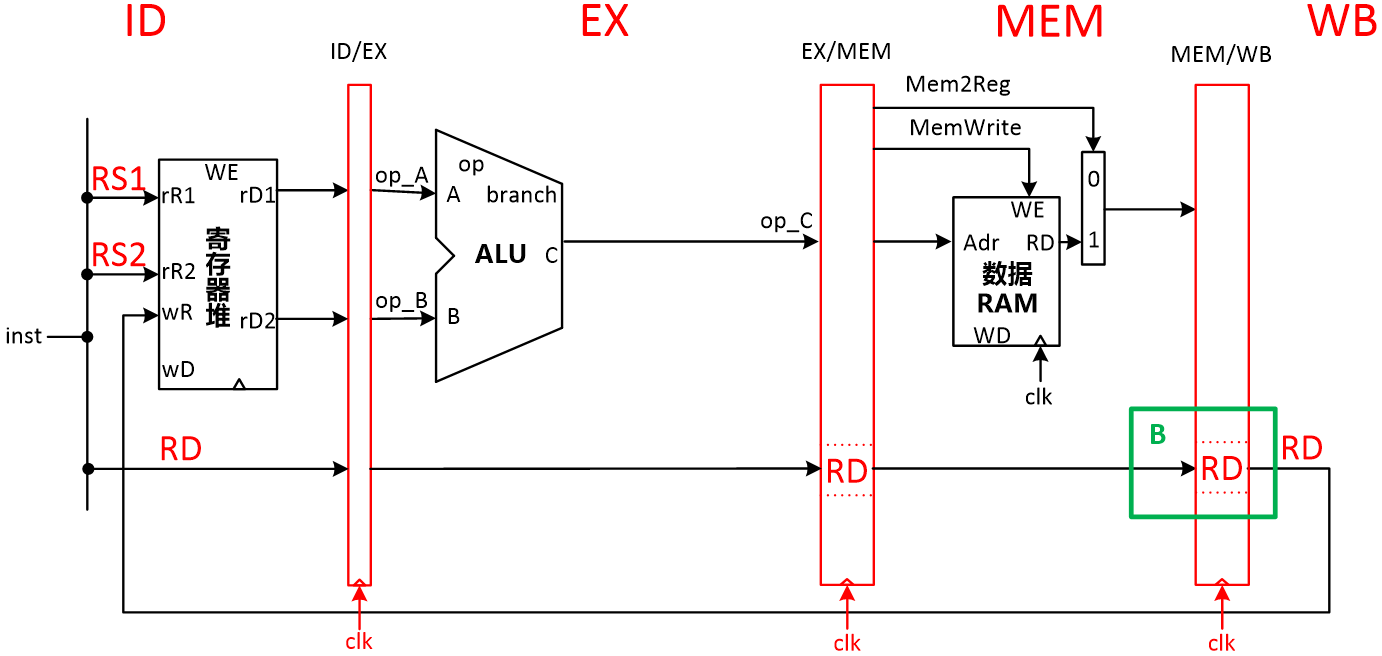 ID
EX
MEM
WB
ID/EX
EX/MEM
MEM/WB
Mem2Reg
MemWrite
RS1
RS2
inst
WE
rR1
rD1
rR2
wR
rD2
wD
寄存器堆
op_A
op_B
op
A
branch
ALU
C
B
op_C
WE
Adr
RD
数据
RAM
WD
clk
0
1
RD
RD
B
RD
RD
clk
clk
clk